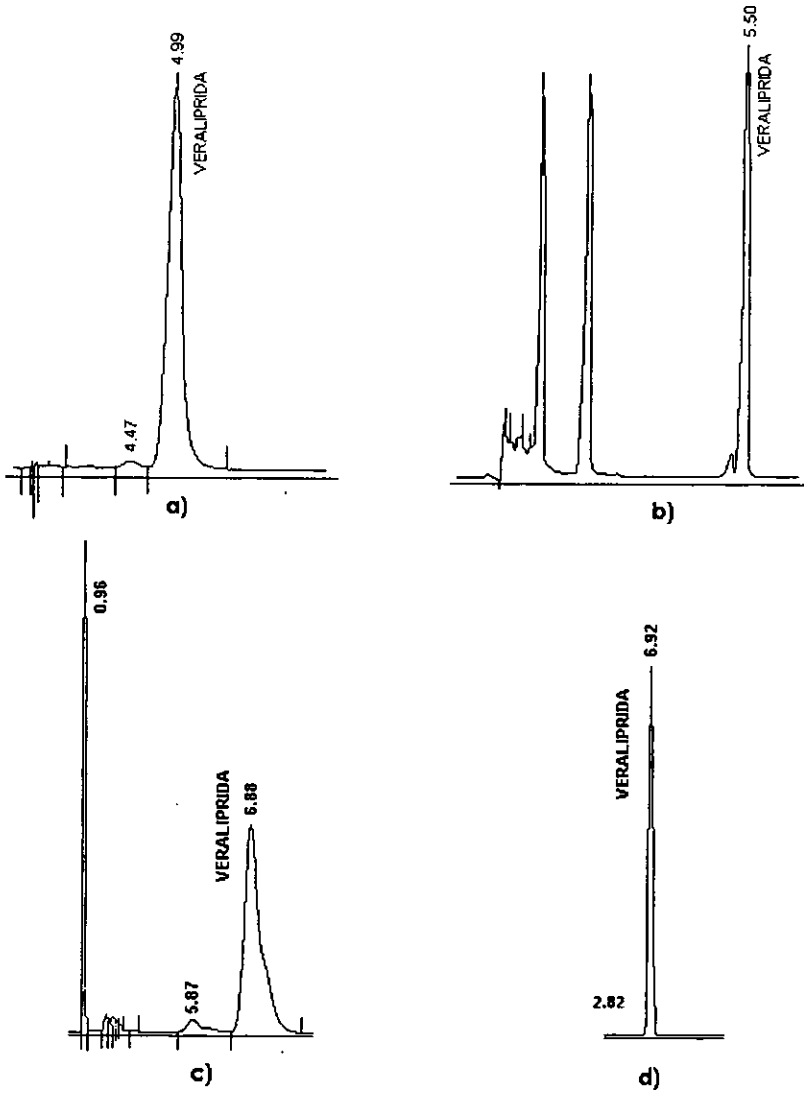 4.99
VERALIPRIDA
4.47
a)
5.50
VERALIPRIDA
b)
0.96
VERALIPRIDA
6.88
5.87
c)
6.92
VERALIPRIDA
2.82
d)